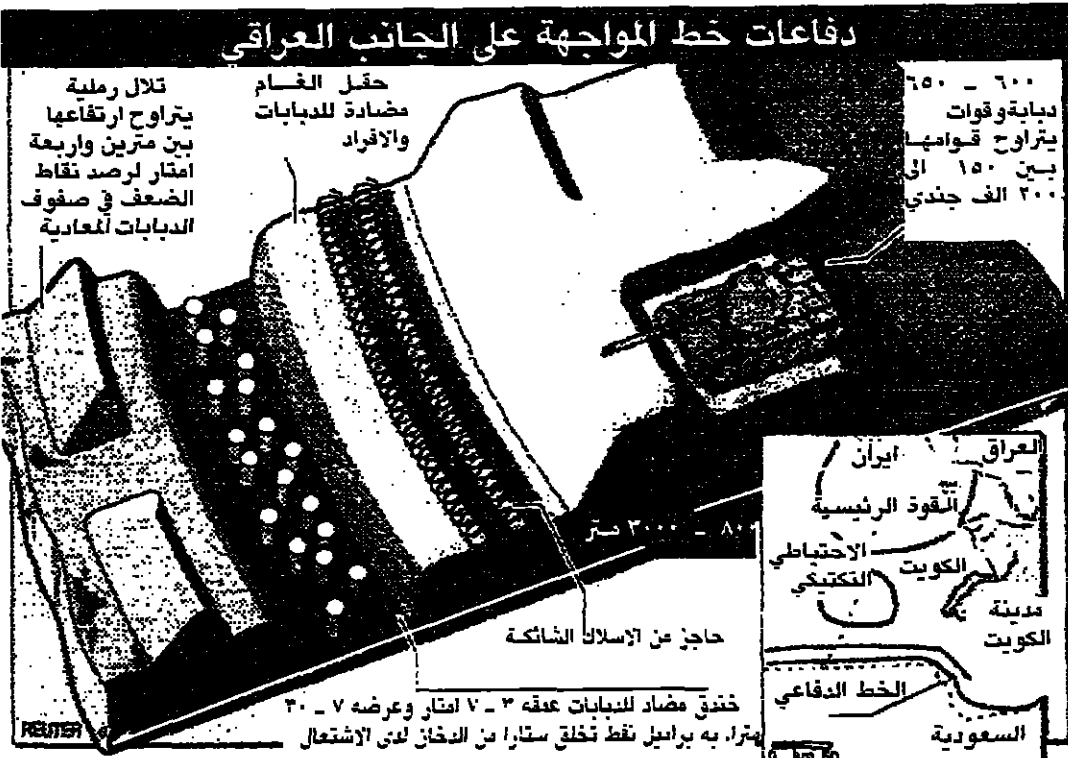 دفاعات خط المواجهة على الجانب العراقي
٦٠٠ _ ٦٥٠
دبابة وقوات
يتراوح قوامها
بين ١٥٠ الى
٢٠٠ الف جندي
حقل الغام
مضادة للدبابات
والافراد
تلال رملية
يتراوح ارتفاعها
بين مترين واربعة
امتار لرصد نقاط
الضعف في صفوف
الدبابات المعادية
٨٠٠ _ ٣٠٠٠ متر
حاجز من الاسلاك الشائكة
خندق مضاد للدبابات عمقه ٣ _ ٧ امتار وعرضه ٧ _ ٣٠
مترا، به براميل نفط تخلق ستارا من الدخان لدى الاشتعال
العراق
ايران
القوة الرئيسية
الاحتياطي
التكتيكي
الكويت
مدينة
الكويت
الخط الدفاعي
السعودية
REUTER